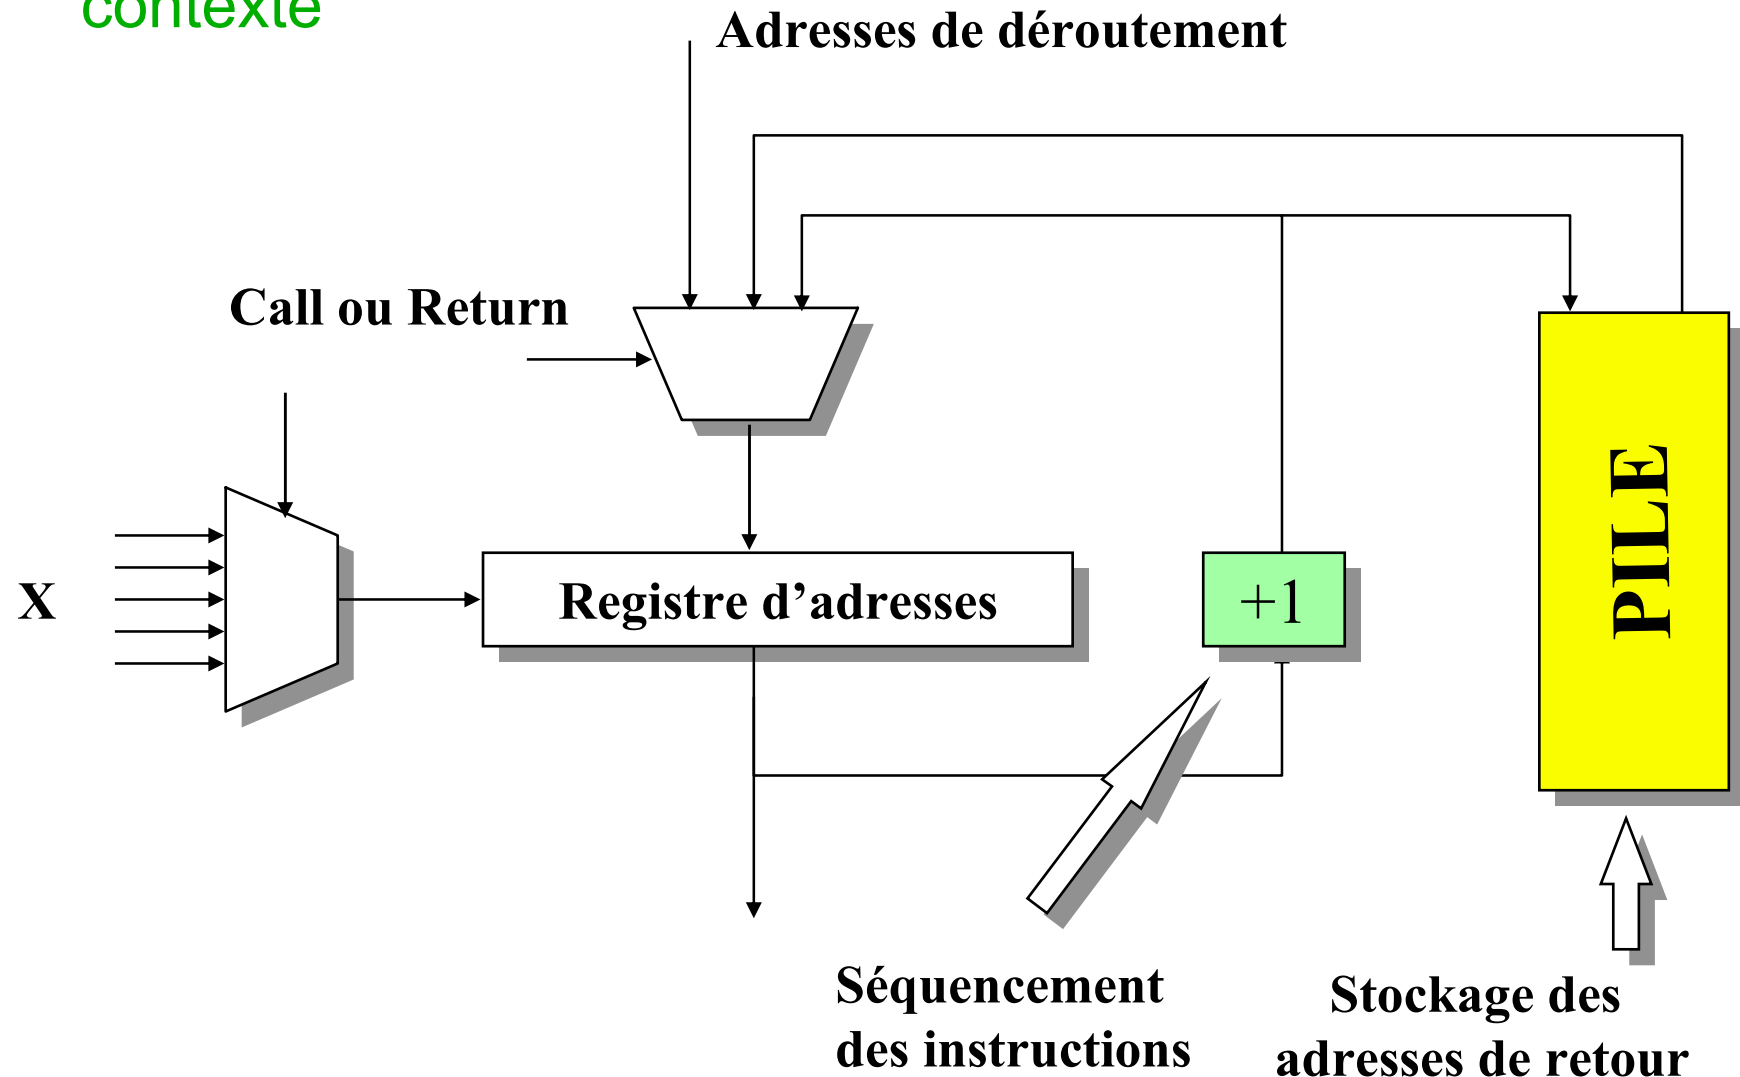 contexte
Adresses de déroutement
Call ou Return
X
Registre d’adresses
+1
PILE
Séquencement
des instructions
Stockage des
adresses de retour